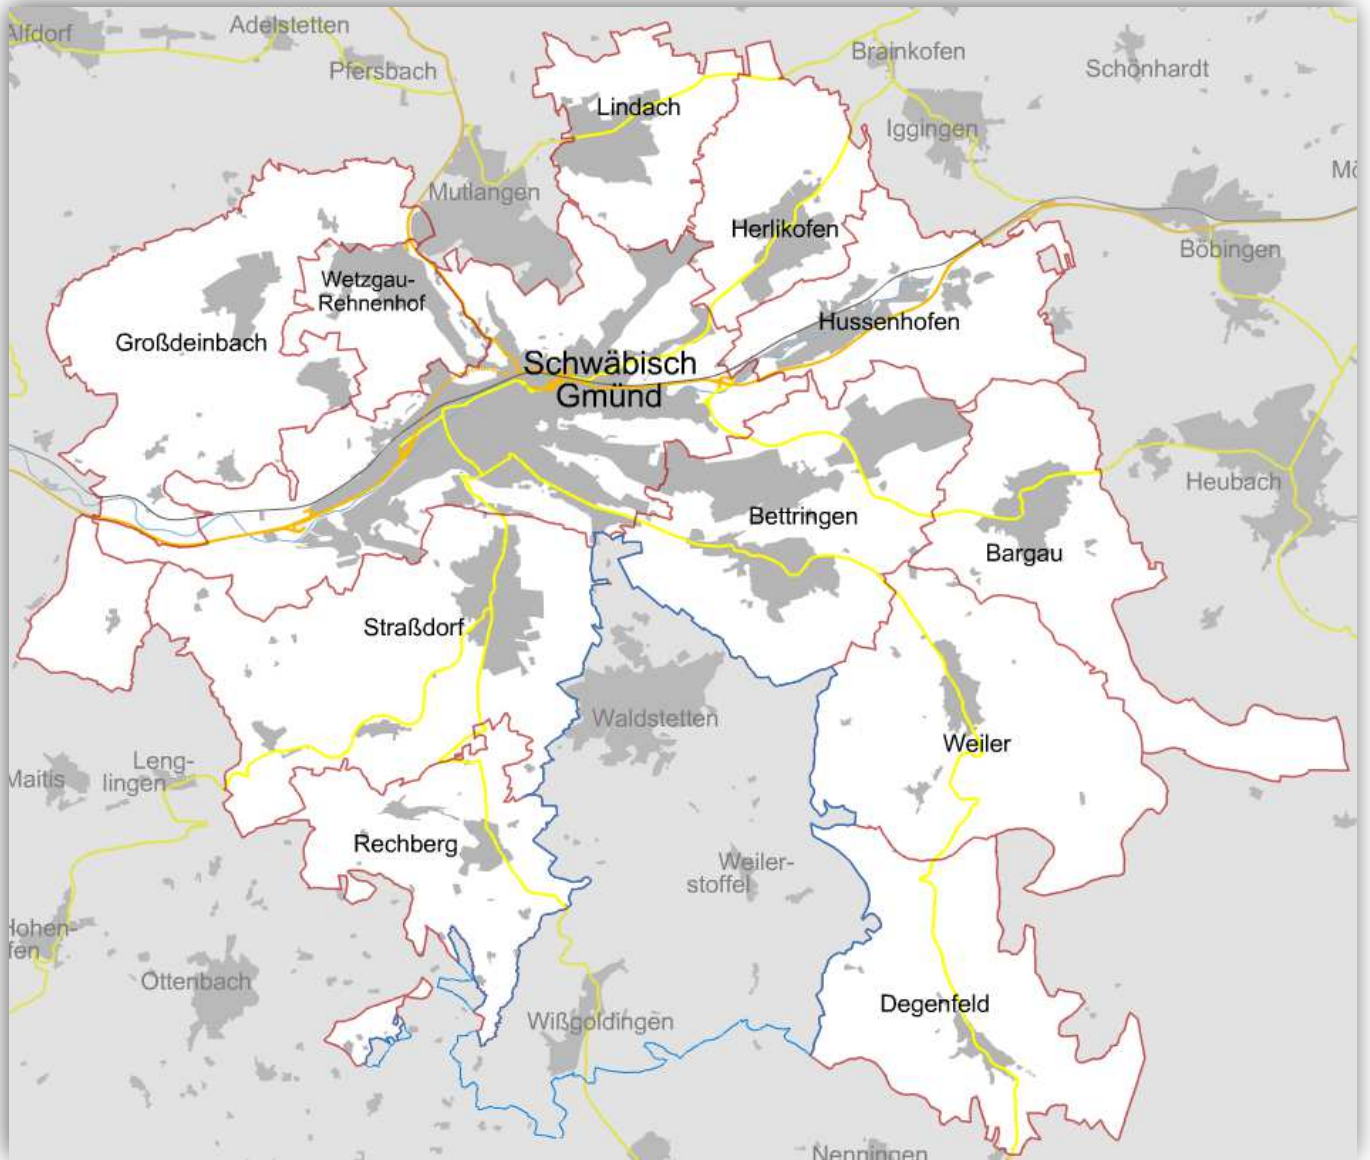 Alfdorf
Adelstetten
Pfersbach
Brainkofen
Schönhardt
Lindach
Iggingen
Mutlangen
Herlikofen
Böbingen
Wetzgau-
Rehnenhof
Großdeinbach
Hussenhofen
Schwäbisch
Gmünd
Heubach
Bettringen
Bargau
Straßdorf
Waldstetten
Weiler
Maitis
Leng-
lingen
Rechberg
Weiler-
stoffel
Hohen-
fen
Ottenbach
Degenfeld
Wißgoldingen
Nenningen